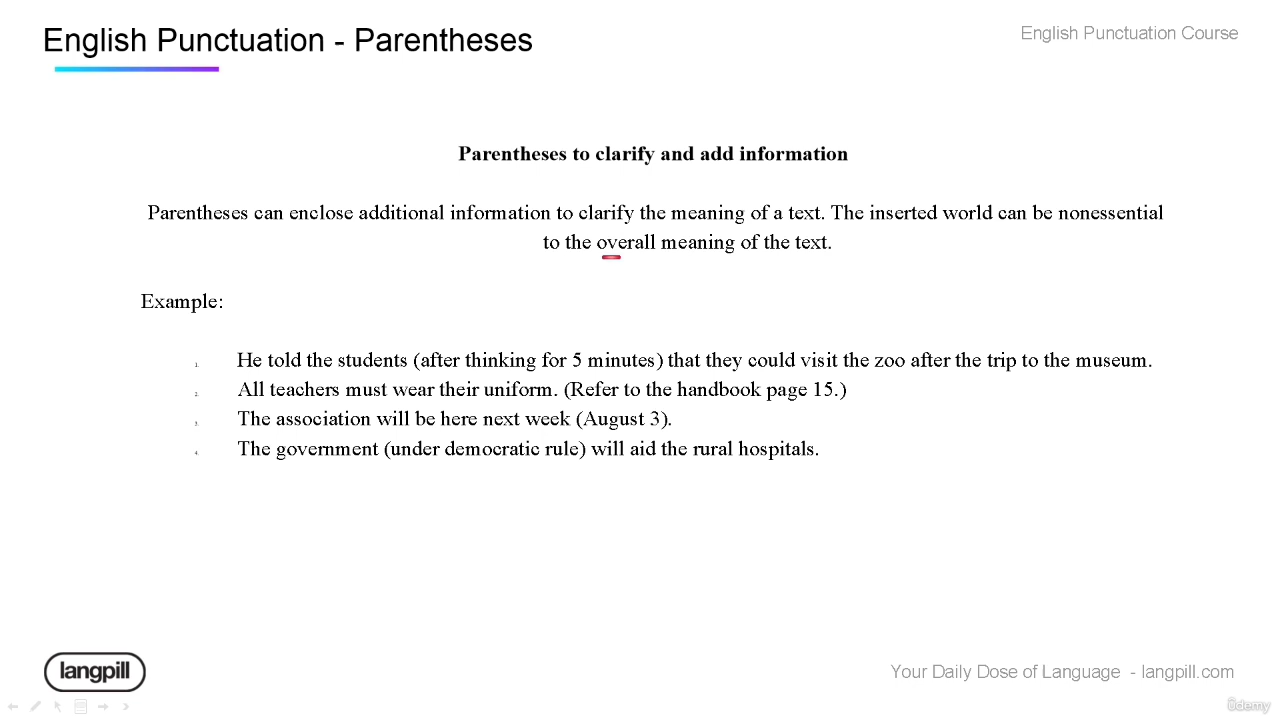 English Punctuation - Parentheses
English Punctuation Course
Parentheses to clarify and add information
Parentheses can enclose additional information to clarify the meaning of a text. The inserted world can be nonessential
to the overall meaning of the text.
Example:
1. He told the students (after thinking for 5 minutes) that they could visit the zoo after the trip to the museum.
2. All teachers must wear their uniform. (Refer to the handbook page 15.)
3. The association will be here next week (August 3).
4. The government (under democratic rule) will aid the rural hospitals.
langpill
Your Daily Dose of Language - langpill.com
ûdemy